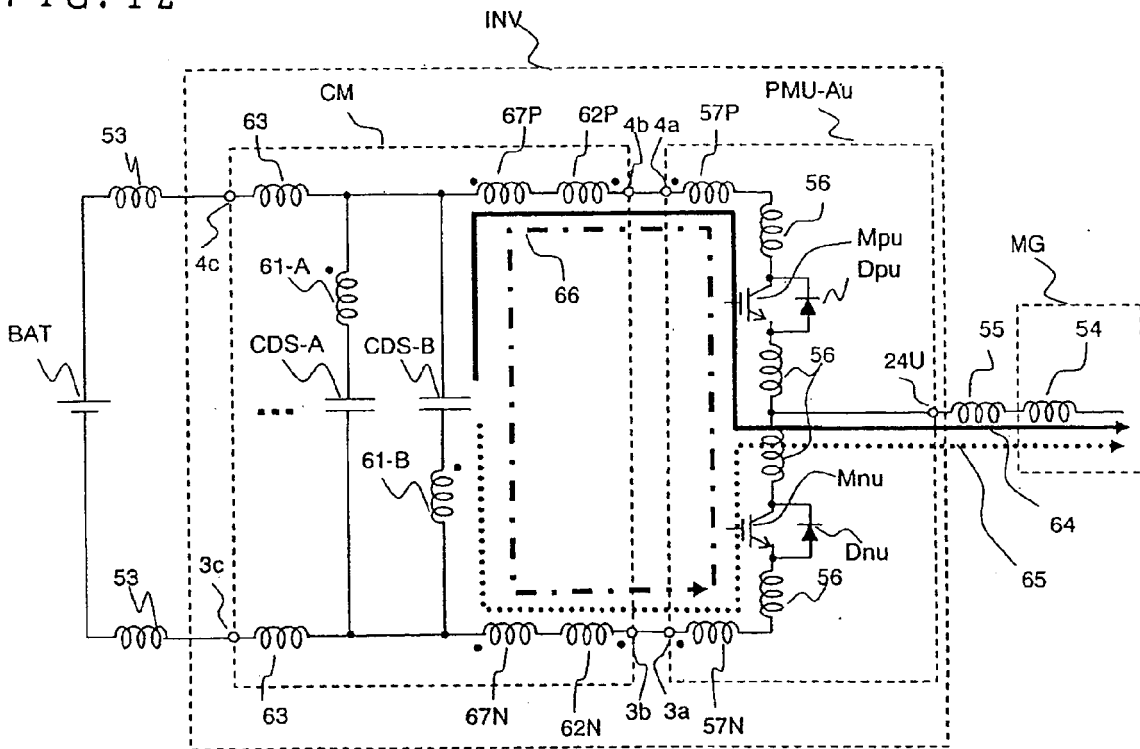 FIG. 12
INV
CM
PMU-Au
53
63
67P
62P
4b
4a
57P
56
Mpu
Dpu
MG
4c
66
61-A
BAT
CDS-A
CDS-B
56
24U
55
54
61-B
56
Mnu
64
Dnu
65
53
3c
56
63
67N
62N
3b
3a
57N